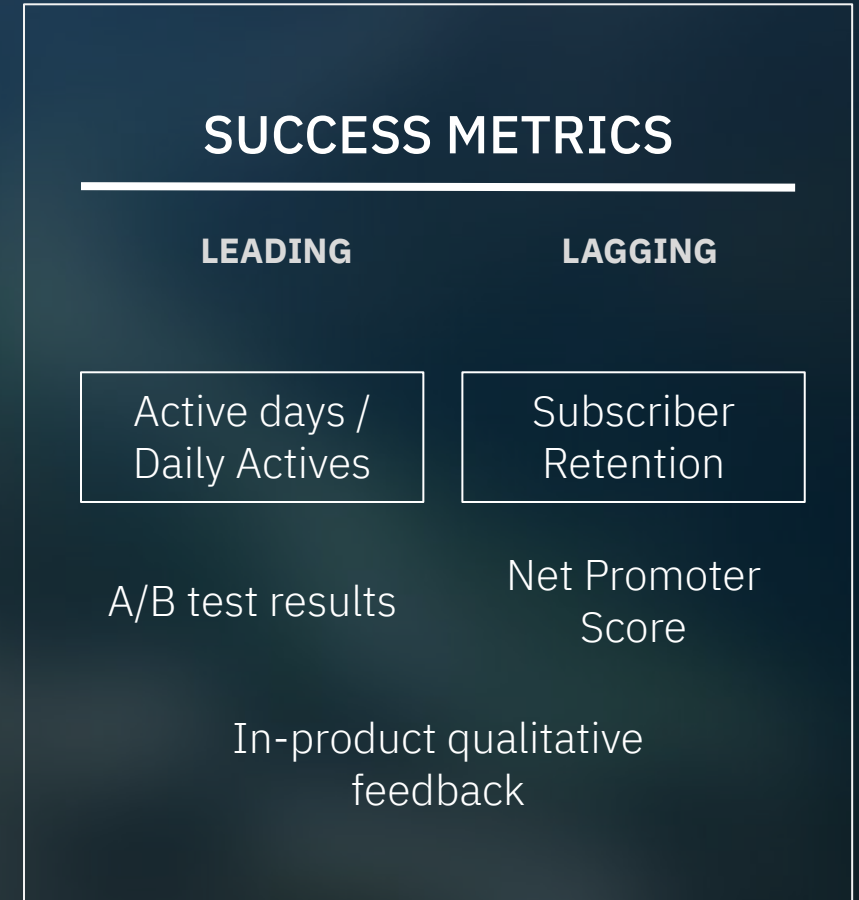 SUCCESS METRICS
LEADING
LAGGING
Active days /
Daily Actives
Subscriber
Retention
A/B test results
Net Promoter
Score
In-product qualitative
feedback